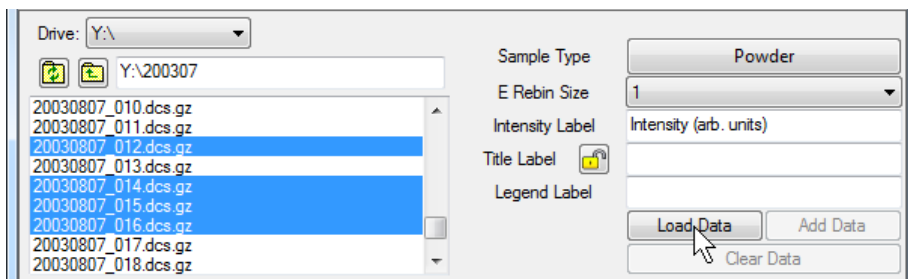 Drive: Y:\
Y:\200307
20030807_010.dcs.gz
20030807_011.dcs.gz
20030807_012.dcs.gz
20030807_013.dcs.gz
20030807_014.dcs.gz
20030807_015.dcs.gz
20030807_016.dcs.gz
20030807_017.dcs.gz
20030807_018.dcs.gz
Sample Type Powder
E Rebin Size 1
Intensity Label Intensity (arb. units)
Title Label
Legend Label
Load Data Add Data
Clear Data